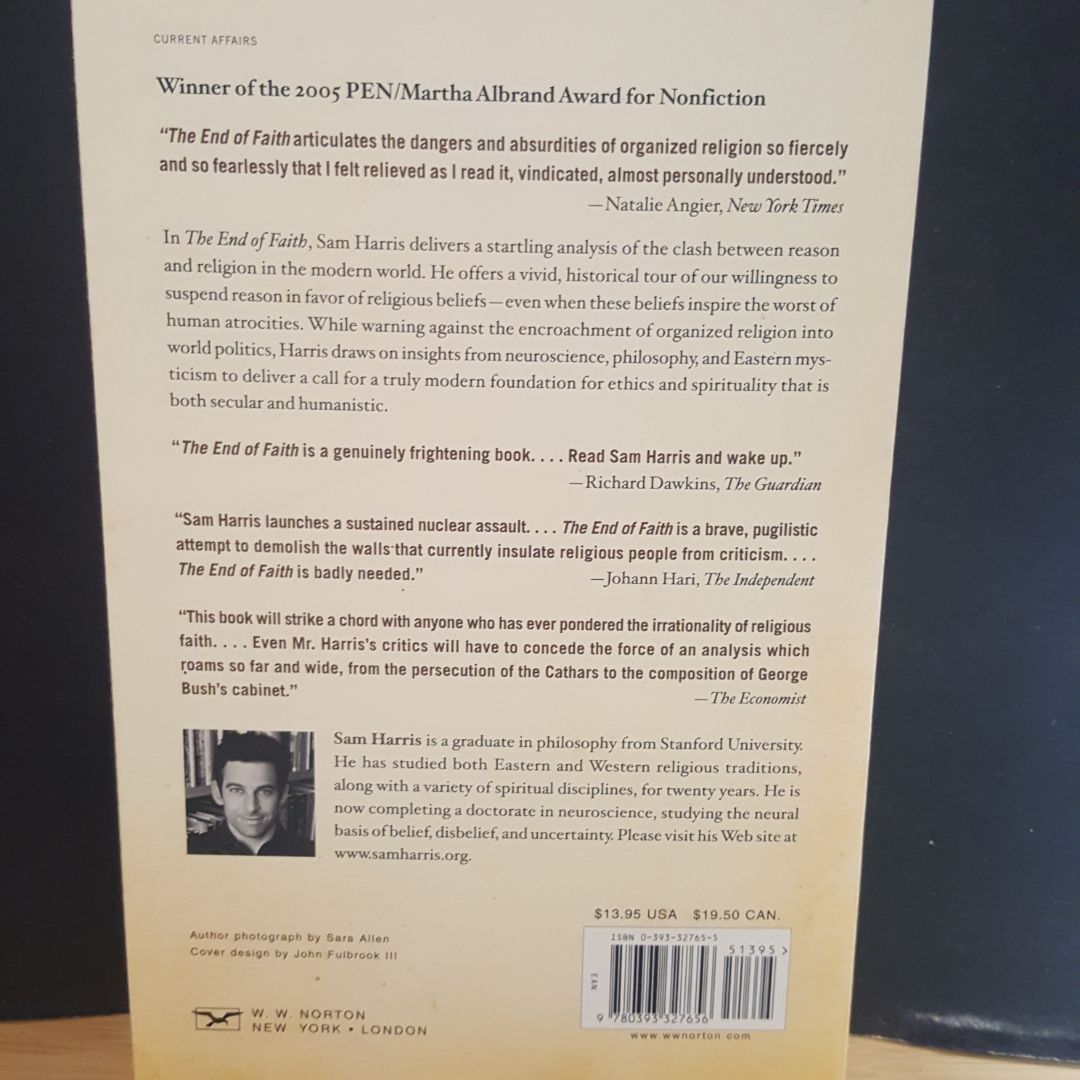 CURRENT AFFAIRS
Winner of the 2005 PEN/Martha Albrand Award for Nonfiction
“The End of Faith articulates the dangers and absurdities of organized religion so fiercely
and so fearlessly that I felt relieved as I read it, vindicated, almost personally understood.”
—Natalie Angier, New York Times
In The End of Faith, Sam Harris delivers a startling analysis of the clash between reason
and religion in the modern world. He offers a vivid, historical tour of our willingness to
suspend reason in favor of religious beliefs—even when these beliefs inspire the worst of
human atrocities. While warning against the encroachment of organized religion into
world politics, Harris draws on insights from neuroscience, philosophy, and Eastern mys-
ticism to deliver a call for a truly modern foundation for ethics and spirituality that is
both secular and humanistic.
“The End of Faith is a genuinely frightening book. . . . Read Sam Harris and wake up.”
—Richard Dawkins, The Guardian
“Sam Harris launches a sustained nuclear assault. . . . The End of Faith is a brave, pugilistic
attempt to demolish the walls that currently insulate religious people from criticism. . . .
The End of Faith is badly needed.” —Johann Hari, The Independent
“This book will strike a chord with anyone who has ever pondered the irrationality of religious
faith. . . . Even Mr. Harris’s critics will have to concede the force of an analysis which
roams so far and wide, from the persecution of the Cathars to the composition of George
Bush’s cabinet.” —The Economist
Sam Harris is a graduate in philosophy from Stanford University.
He has studied both Eastern and Western religious traditions,
along with a variety of spiritual disciplines, for twenty years. He is
now completing a doctorate in neuroscience, studying the neural
basis of belief, disbelief, and uncertainty. Please visit his Web site at
www.samharris.org.
$13.95 USA $19.50 CAN.
ISBN 0-393-32765-5
51395 >
EAN
9 780393 327656
www.wwnorton.com
Author photograph by Sara Allen
Cover design by John Fulbrook III
W. W. NORTON
NEW YORK • LONDON